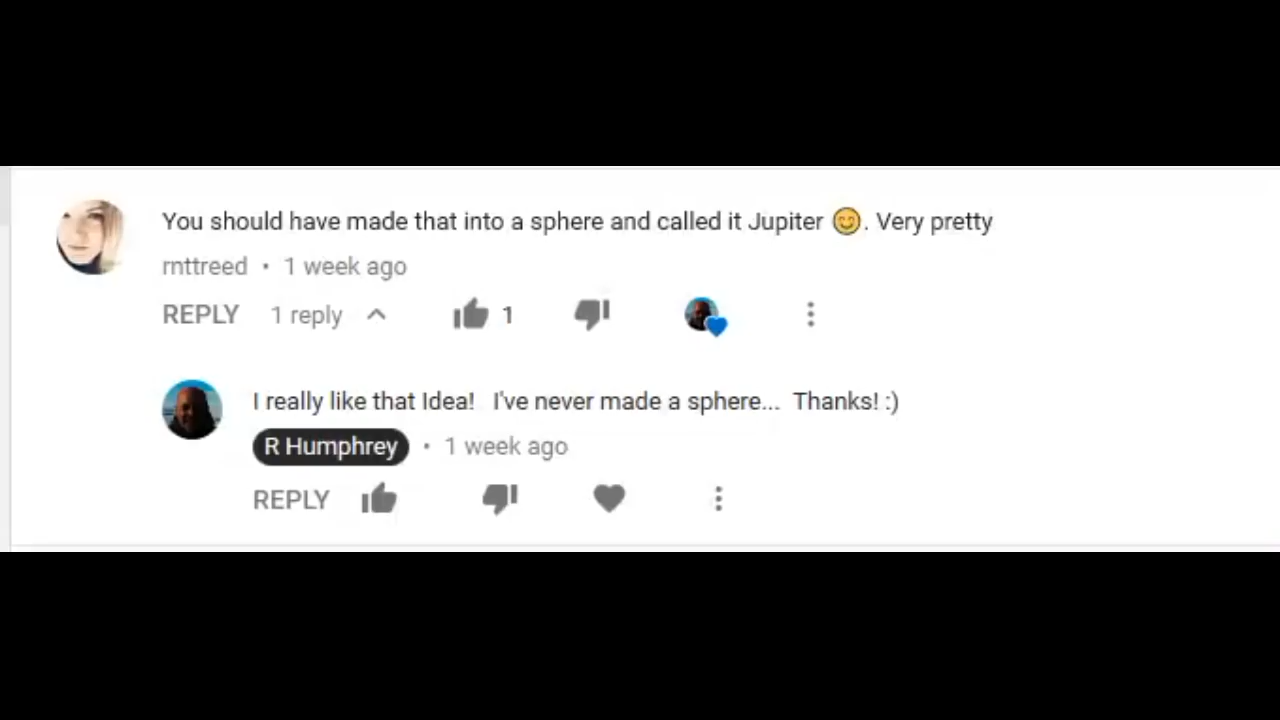 You should have made that into a sphere and called it Jupiter 😊. Very pretty
rnttreed • 1 week ago
REPLY 1 reply 1
I really like that Idea! I've never made a sphere... Thanks! :)
R Humphrey • 1 week ago
REPLY